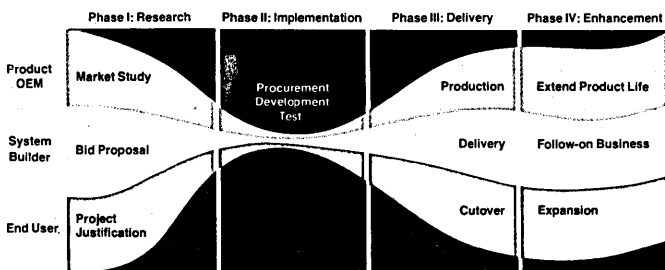 Phase I: Research
Phase II: Implementation
Phase III: Delivery
Phase IV: Enhancement
Product
OEM
Market Study
Procurement
Development
Test
Production
Extend Product Life
System
Builder
Bid Proposal
Delivery
Follow-on Business
End User
Project
Justification
Cutover
Expansion